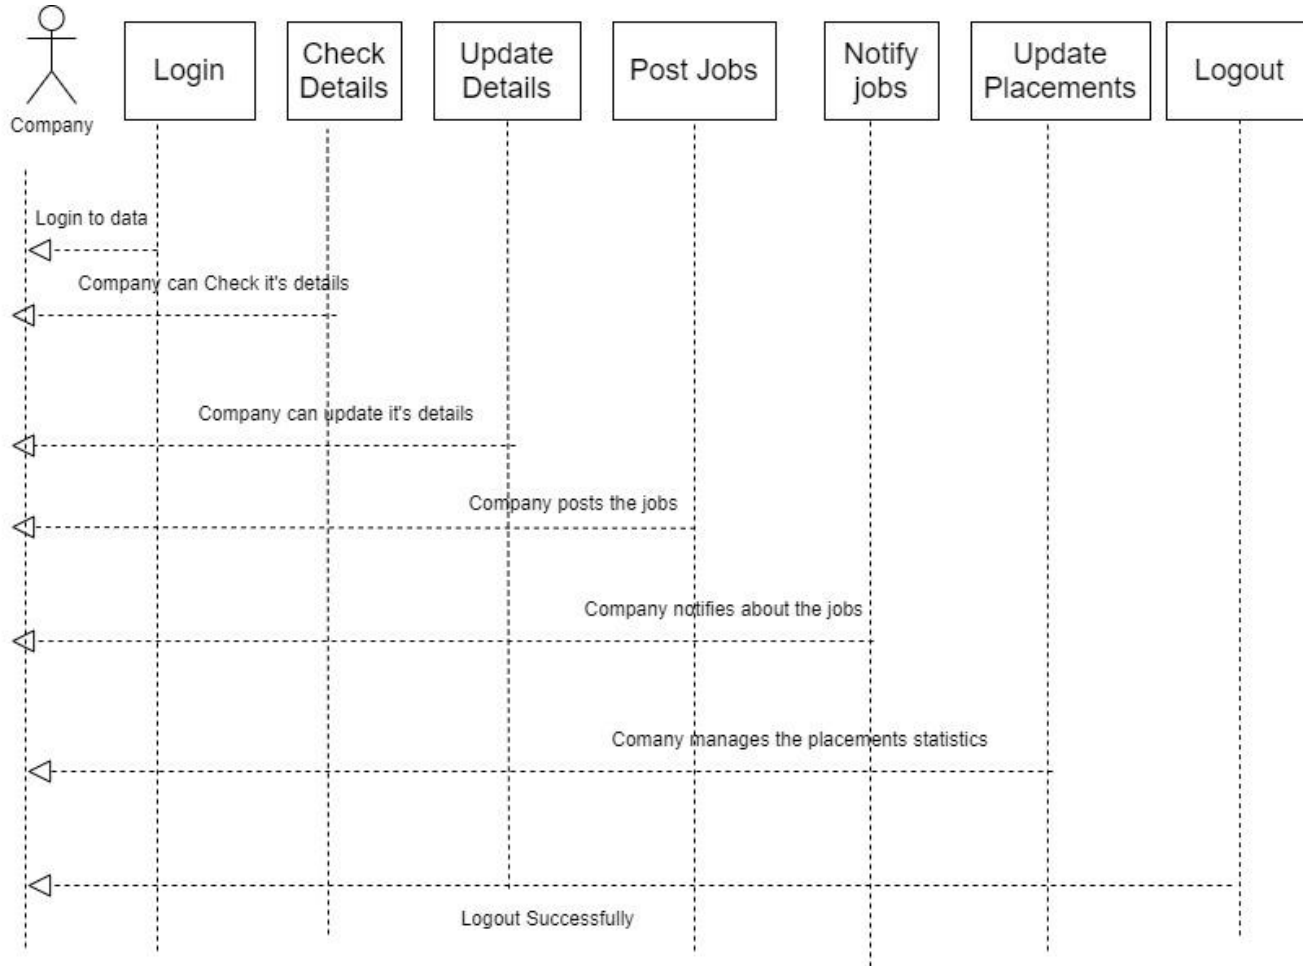 Company
Login
Check
Details
Update
Details
Post Jobs
Notify
jobs
Update
Placements
Logout
Login to data
Company can Check it's details
Company can update it's details
Company posts the jobs
Company notifies about the jobs
Comany manages the placements statistics
Logout Successfully